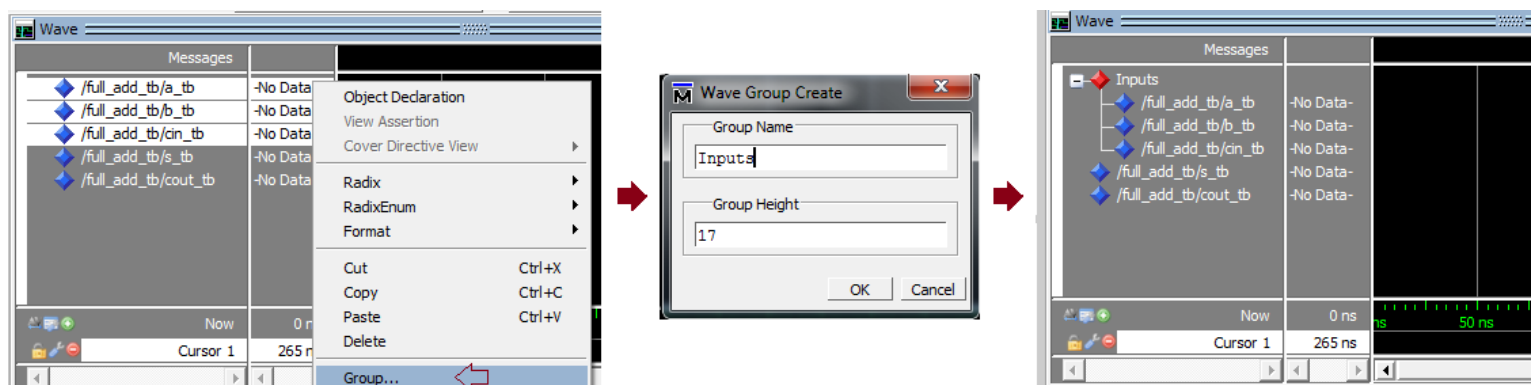 Wave
Messages
/full_add_tb/a_tb -No Data
/full_add_tb/b_tb -No Data
/full_add_tb/cin_tb -No Data
/full_add_tb/s_tb -No Data
/full_add_tb/cout_tb -No Data
Now 0 n
Cursor 1 265 n
Object Declaration
View Assertion
Cover Directive View
Radix
RadixEnum
Format
Cut Ctrl+X
Copy Ctrl+C
Paste Ctrl+V
Delete
Group...
Wave Group Create
Group Name
Inputs
Group Height
17
OK Cancel
Wave
Messages
Inputs
/full_add_tb/a_tb -No Data-
/full_add_tb/b_tb -No Data-
/full_add_tb/cin_tb -No Data-
/full_add_tb/s_tb -No Data-
/full_add_tb/cout_tb -No Data-
Now 0 ns
ns 50 ns
Cursor 1 265 ns